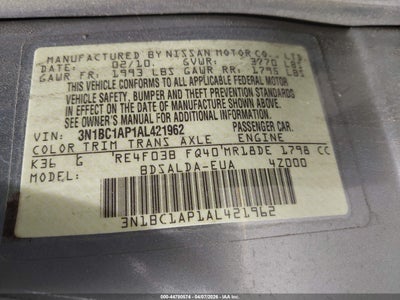 MANUFACTURED BY NISSAN MOTOR CO., LTD.
DATE: 02/10. GVWR: 3770 LBS
GAWR FR 1993 LBS GAWR RR: 1795 LBS
THIS VEHICLE CONFORMS TO ALL APPLICABLE FEDERAL MOTOR
VEHICLE SAFETY, BUMPER, AND THEFT PREVENTION
STANDARDS IN EFFECT ON THE DATE OF
MANUFACTURE SHOWN ABOVE.
SEE OWNER'S MANUAL FOR ADDITIONAL INFORMATION
VIN: 3N1BC1AP1AL421962 PASSENGER CAR
COLOR TRIM TRANS AXLE ENGINE
K36 G RE4F03B FQ40 MR18DE 1798 CC
MODEL: BDSALDA-EUA 4Z000
3N1BC1AP1AL421962
000-44790574 - 04/07/2026 - IAA Inc.